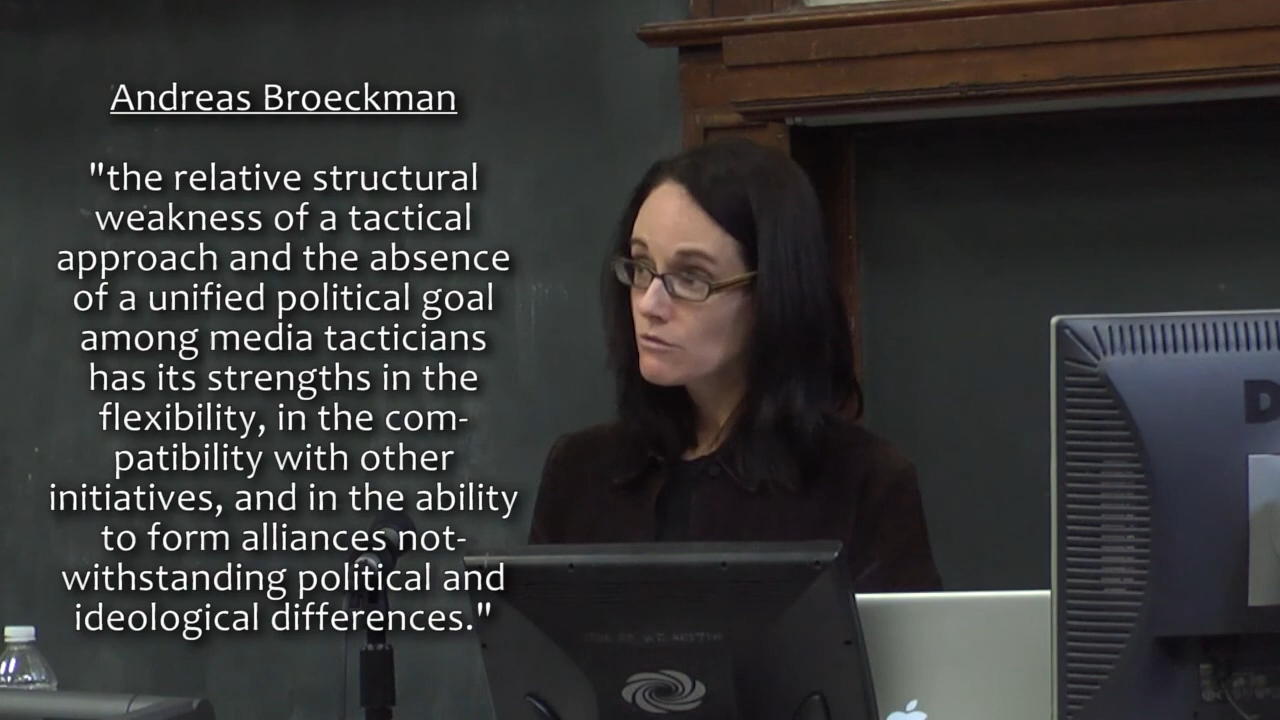 Andreas Broeckman
"the relative structural
weakness of a tactical
approach and the absence
of a unified political goal
among media tacticians
has its strengths in the
flexibility, in the com-
patibility with other
initiatives, and in the ability
to form alliances not-
withstanding political and
ideological differences."